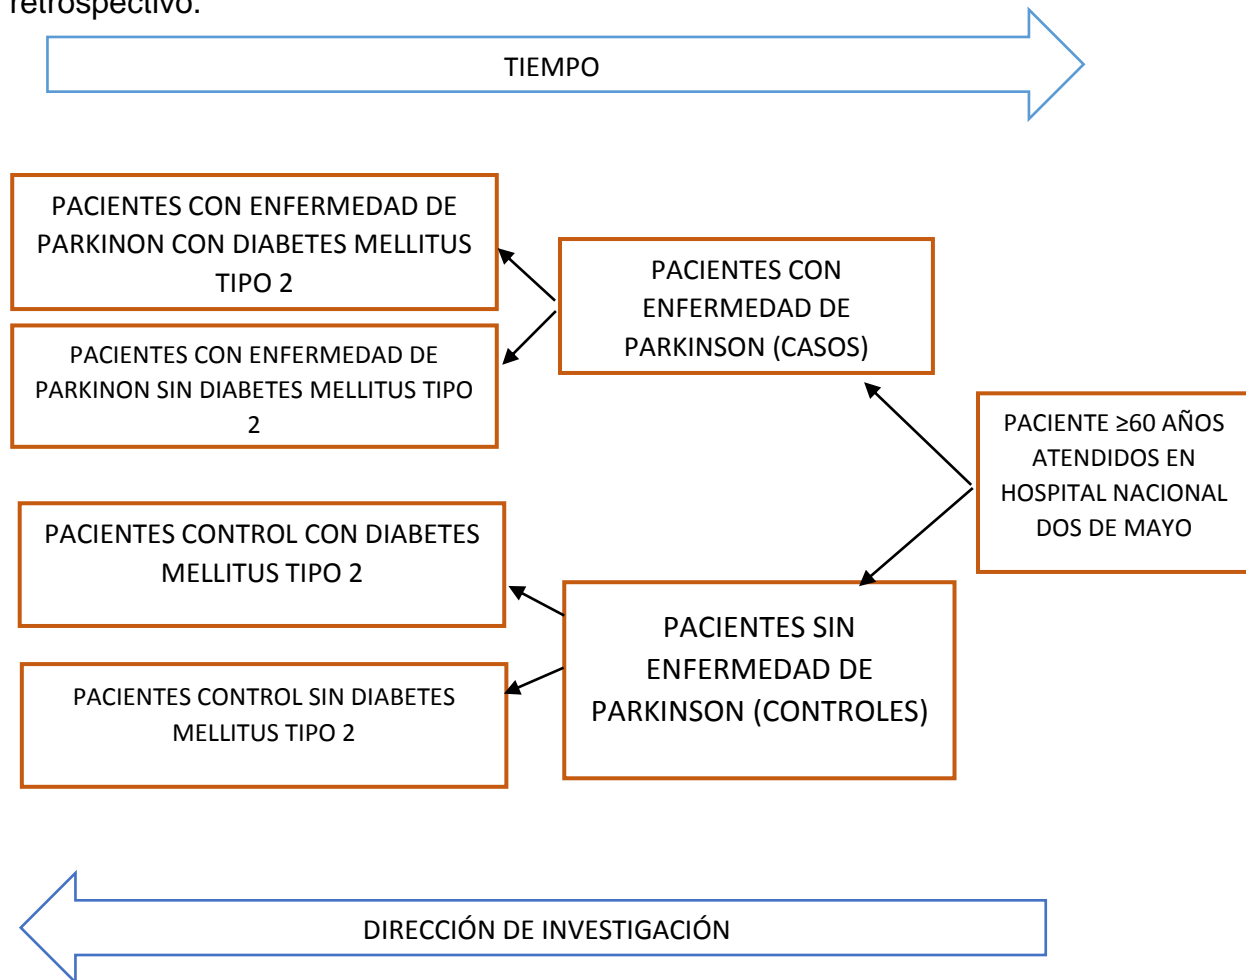 retrospectivo.
TIEMPO
PACIENTES CON ENFERMEDAD DE
PARKINON CON DIABETES MELLITUS
TIPO 2
PACIENTES CON ENFERMEDAD DE
PARKINON SIN DIABETES MELLITUS TIPO
2
PACIENTES CON
ENFERMEDAD DE
PARKINSON (CASOS)
PACIENTE ≥60 AÑOS
ATENDIDOS EN
HOSPITAL NACIONAL
DOS DE MAYO
PACIENTES CONTROL CON DIABETES
MELLITUS TIPO 2
PACIENTES CONTROL SIN DIABETES
MELLITUS TIPO 2
PACIENTES SIN
ENFERMEDAD DE
PARKINSON (CONTROLES)
DIRECCIÓN DE INVESTIGACIÓN